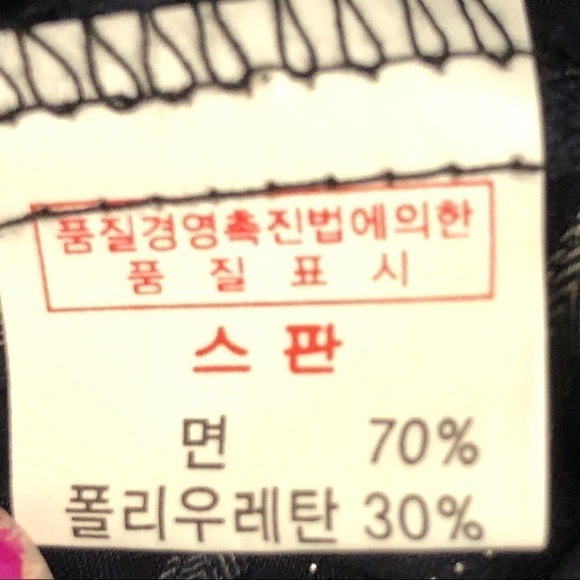 품질경영촉진법에의한
품 질 표 시
스 판
면 70%
폴리우레탄 30%